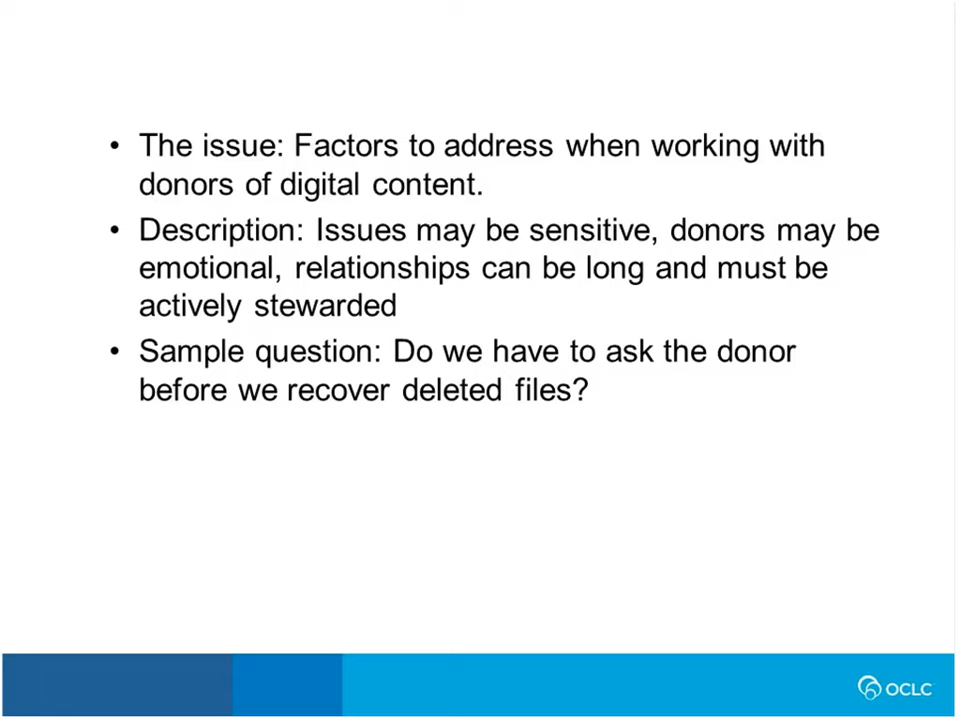 • The issue: Factors to address when working with
donors of digital content.
• Description: Issues may be sensitive, donors may be
emotional, relationships can be long and must be
actively stewarded
• Sample question: Do we have to ask the donor
before we recover deleted files?
OCLC